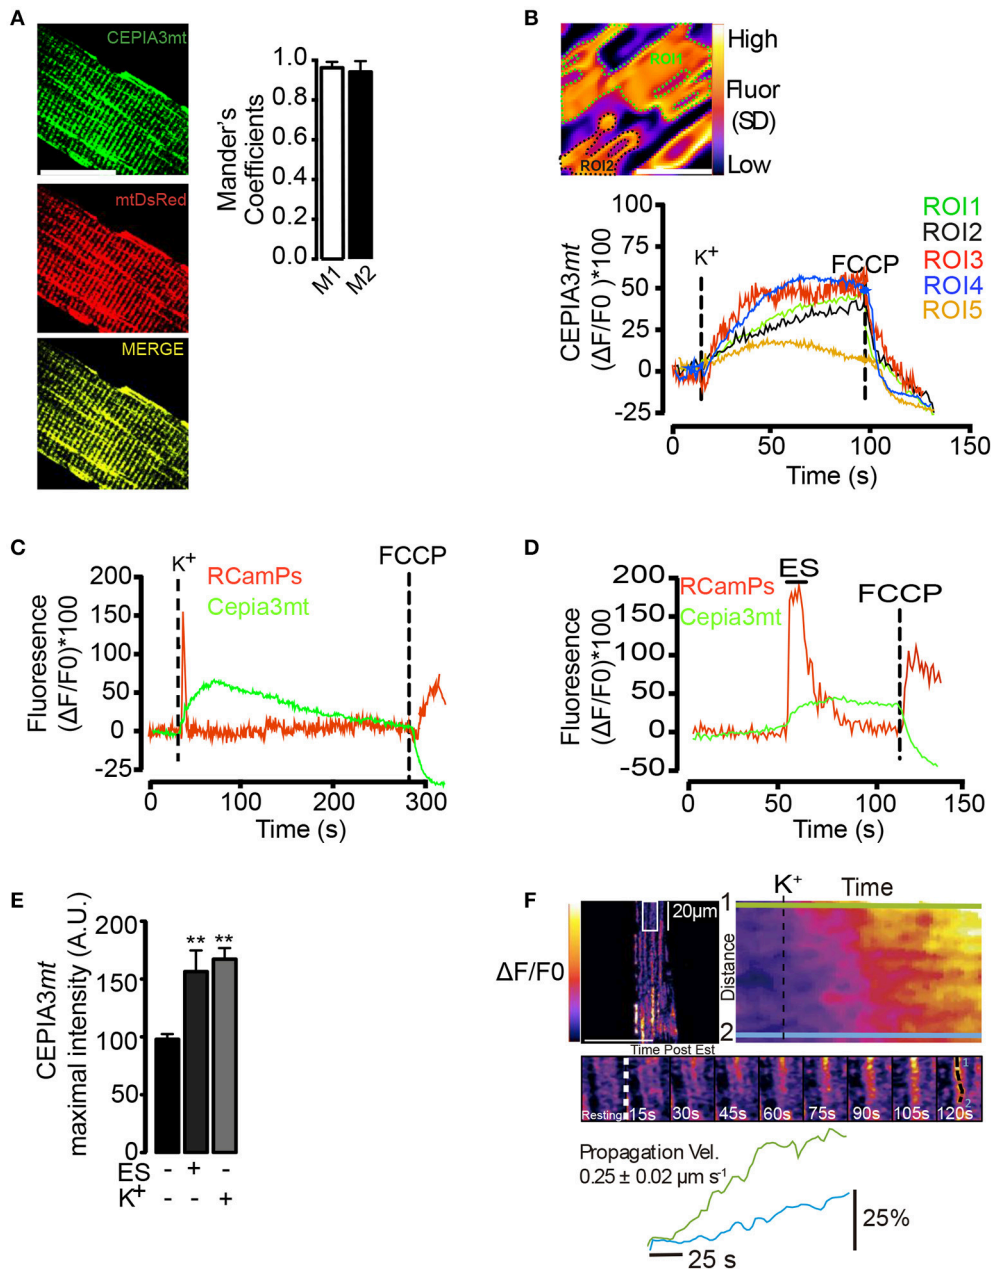 A
CEPIA3mt
mtDsRed
MERGE
Mander's
Coefficients
1.0
0.8
0.6
0.4
0.2
0.0
M1
M2
B
ROI1
ROI2
High
Fluor
(SD)
Low
CEPIA3mt
(ΔF/F0 )*100
100
75
50
25
0
-25
K+
FCCP
ROI1
ROI2
ROI3
ROI4
ROI5
0
50
100
150
Time (s)
C
Fluoresence
(ΔF/F0)*100
200
150
100
50
0
-25
K+
RCamPs
Cepia3mt
FCCP
0
100
200
300
Time (s)
D
Fluoresence
(ΔF/F0)*100
200
150
100
50
0
-50
RCamPs
Cepia3mt
ES
FCCP
0
50
100
150
Time (s)
E
CEPIA3mt
maximal intensity (A.U.)
200
150
100
50
0
**
**
ES - + -
K+ - - +
F
ΔF/F0
20µm
K+
Time
1
Distance
2
Time Post Est
Resting
15s
30s
45s
60s
75s
90s
105s
120s
1
2
Propagation Vel.
0.25 ± 0.02 µm s-1
25%
25 s